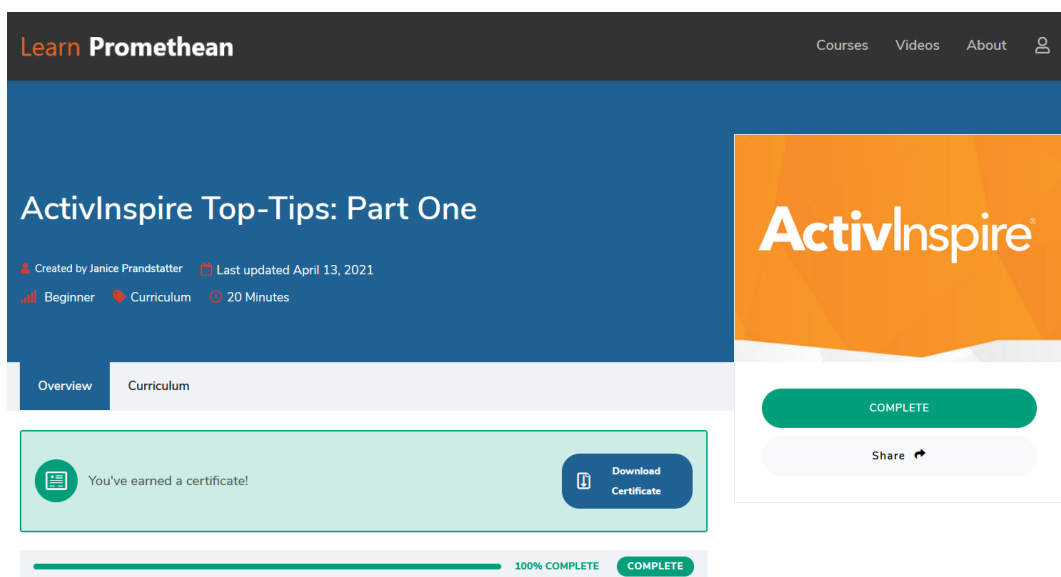 Learn Promethean
Courses Videos About
ActivInspire Top-Tips: Part One
Created by Janice Prandstatter Last updated April 13, 2021
Beginner Curriculum 20 Minutes
ActivInspire®
Overview Curriculum
COMPLETE
Share
You've earned a certificate!
Download
Certificate
100% COMPLETE COMPLETE